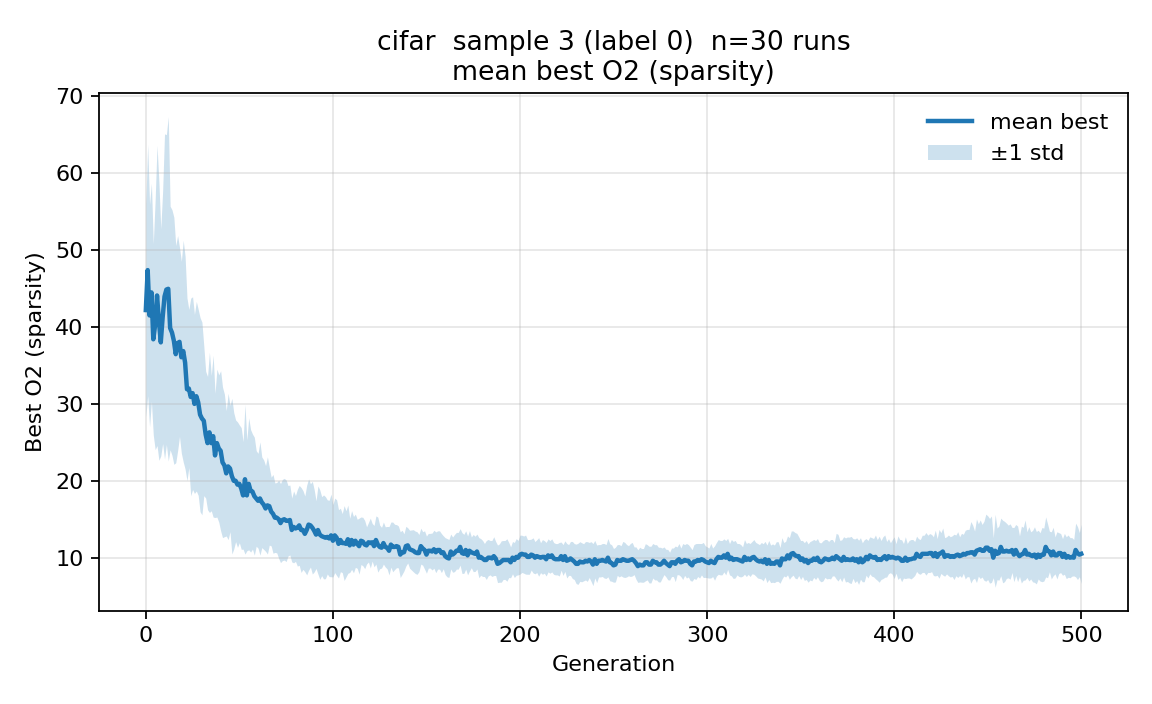 cifar  sample 3 (label 0)  n=30 runs
mean best O2 (sparsity)
mean best
±1 std
Best O2 (sparsity)
70
60
50
40
30
20
10
0 100 200 300 400 500
Generation